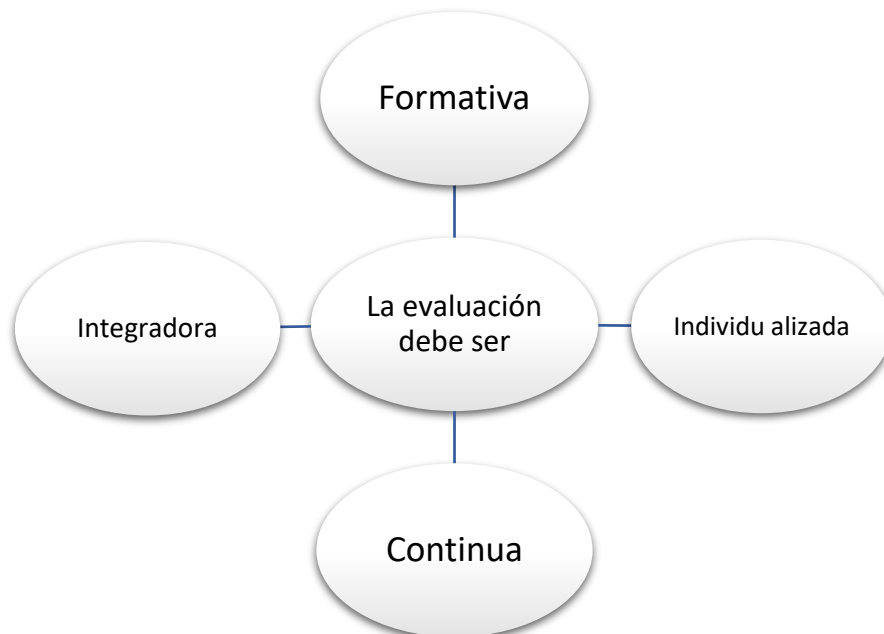 Formativa
Integradora
La evaluación
debe ser
Individu alizada
Continua